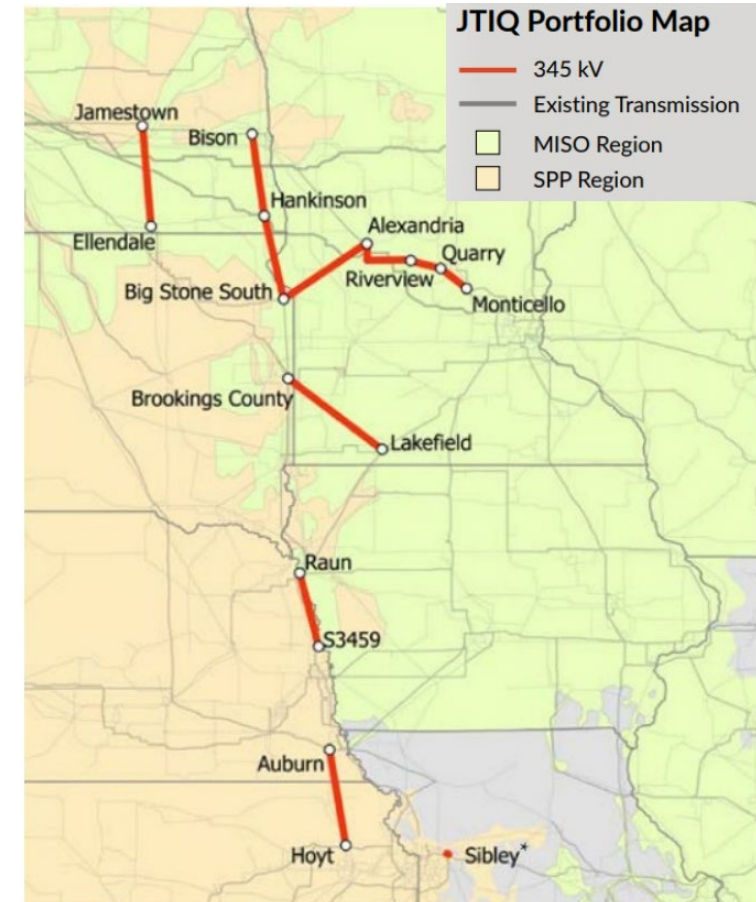 JTIQ Portfolio Map
345 kV
Existing Transmission
MISO Region
SPP Region
Jamestown
Bison
Hankinson
Ellendale
Alexandria
Quarry
Riverview
Big Stone South
Monticello
Brookings County
Lakefield
Raun
S3459
Auburn
Hoyt
Sibley*